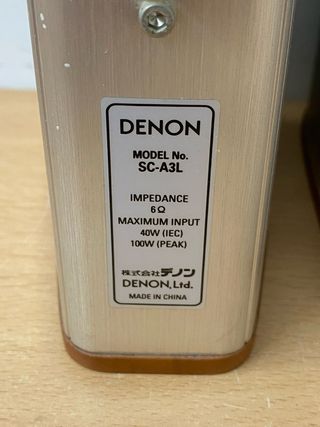 DENON
MODEL No.
SC-A3L
IMPEDANCE
6Ω
MAXIMUM INPUT
40W (IEC)
100W (PEAK)
株式会社デノン
DENON, Ltd.
MADE IN CHINA